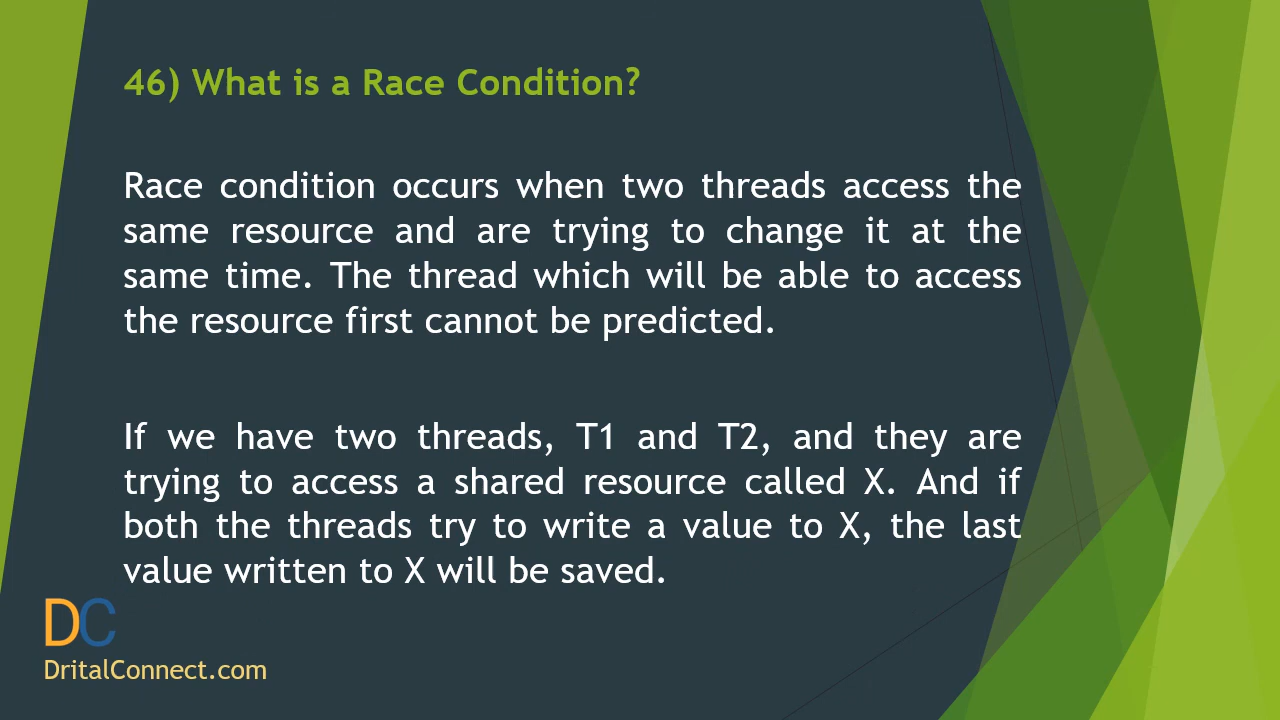 46) What is a Race Condition?
Race condition occurs when two threads access the
same resource and are trying to change it at the
same time. The thread which will be able to access
the resource first cannot be predicted.
If we have two threads, T1 and T2, and they are
trying to access a shared resource called X. And if
both the threads try to write a value to X, the last
value written to X will be saved.
DC
DritalConnect.com